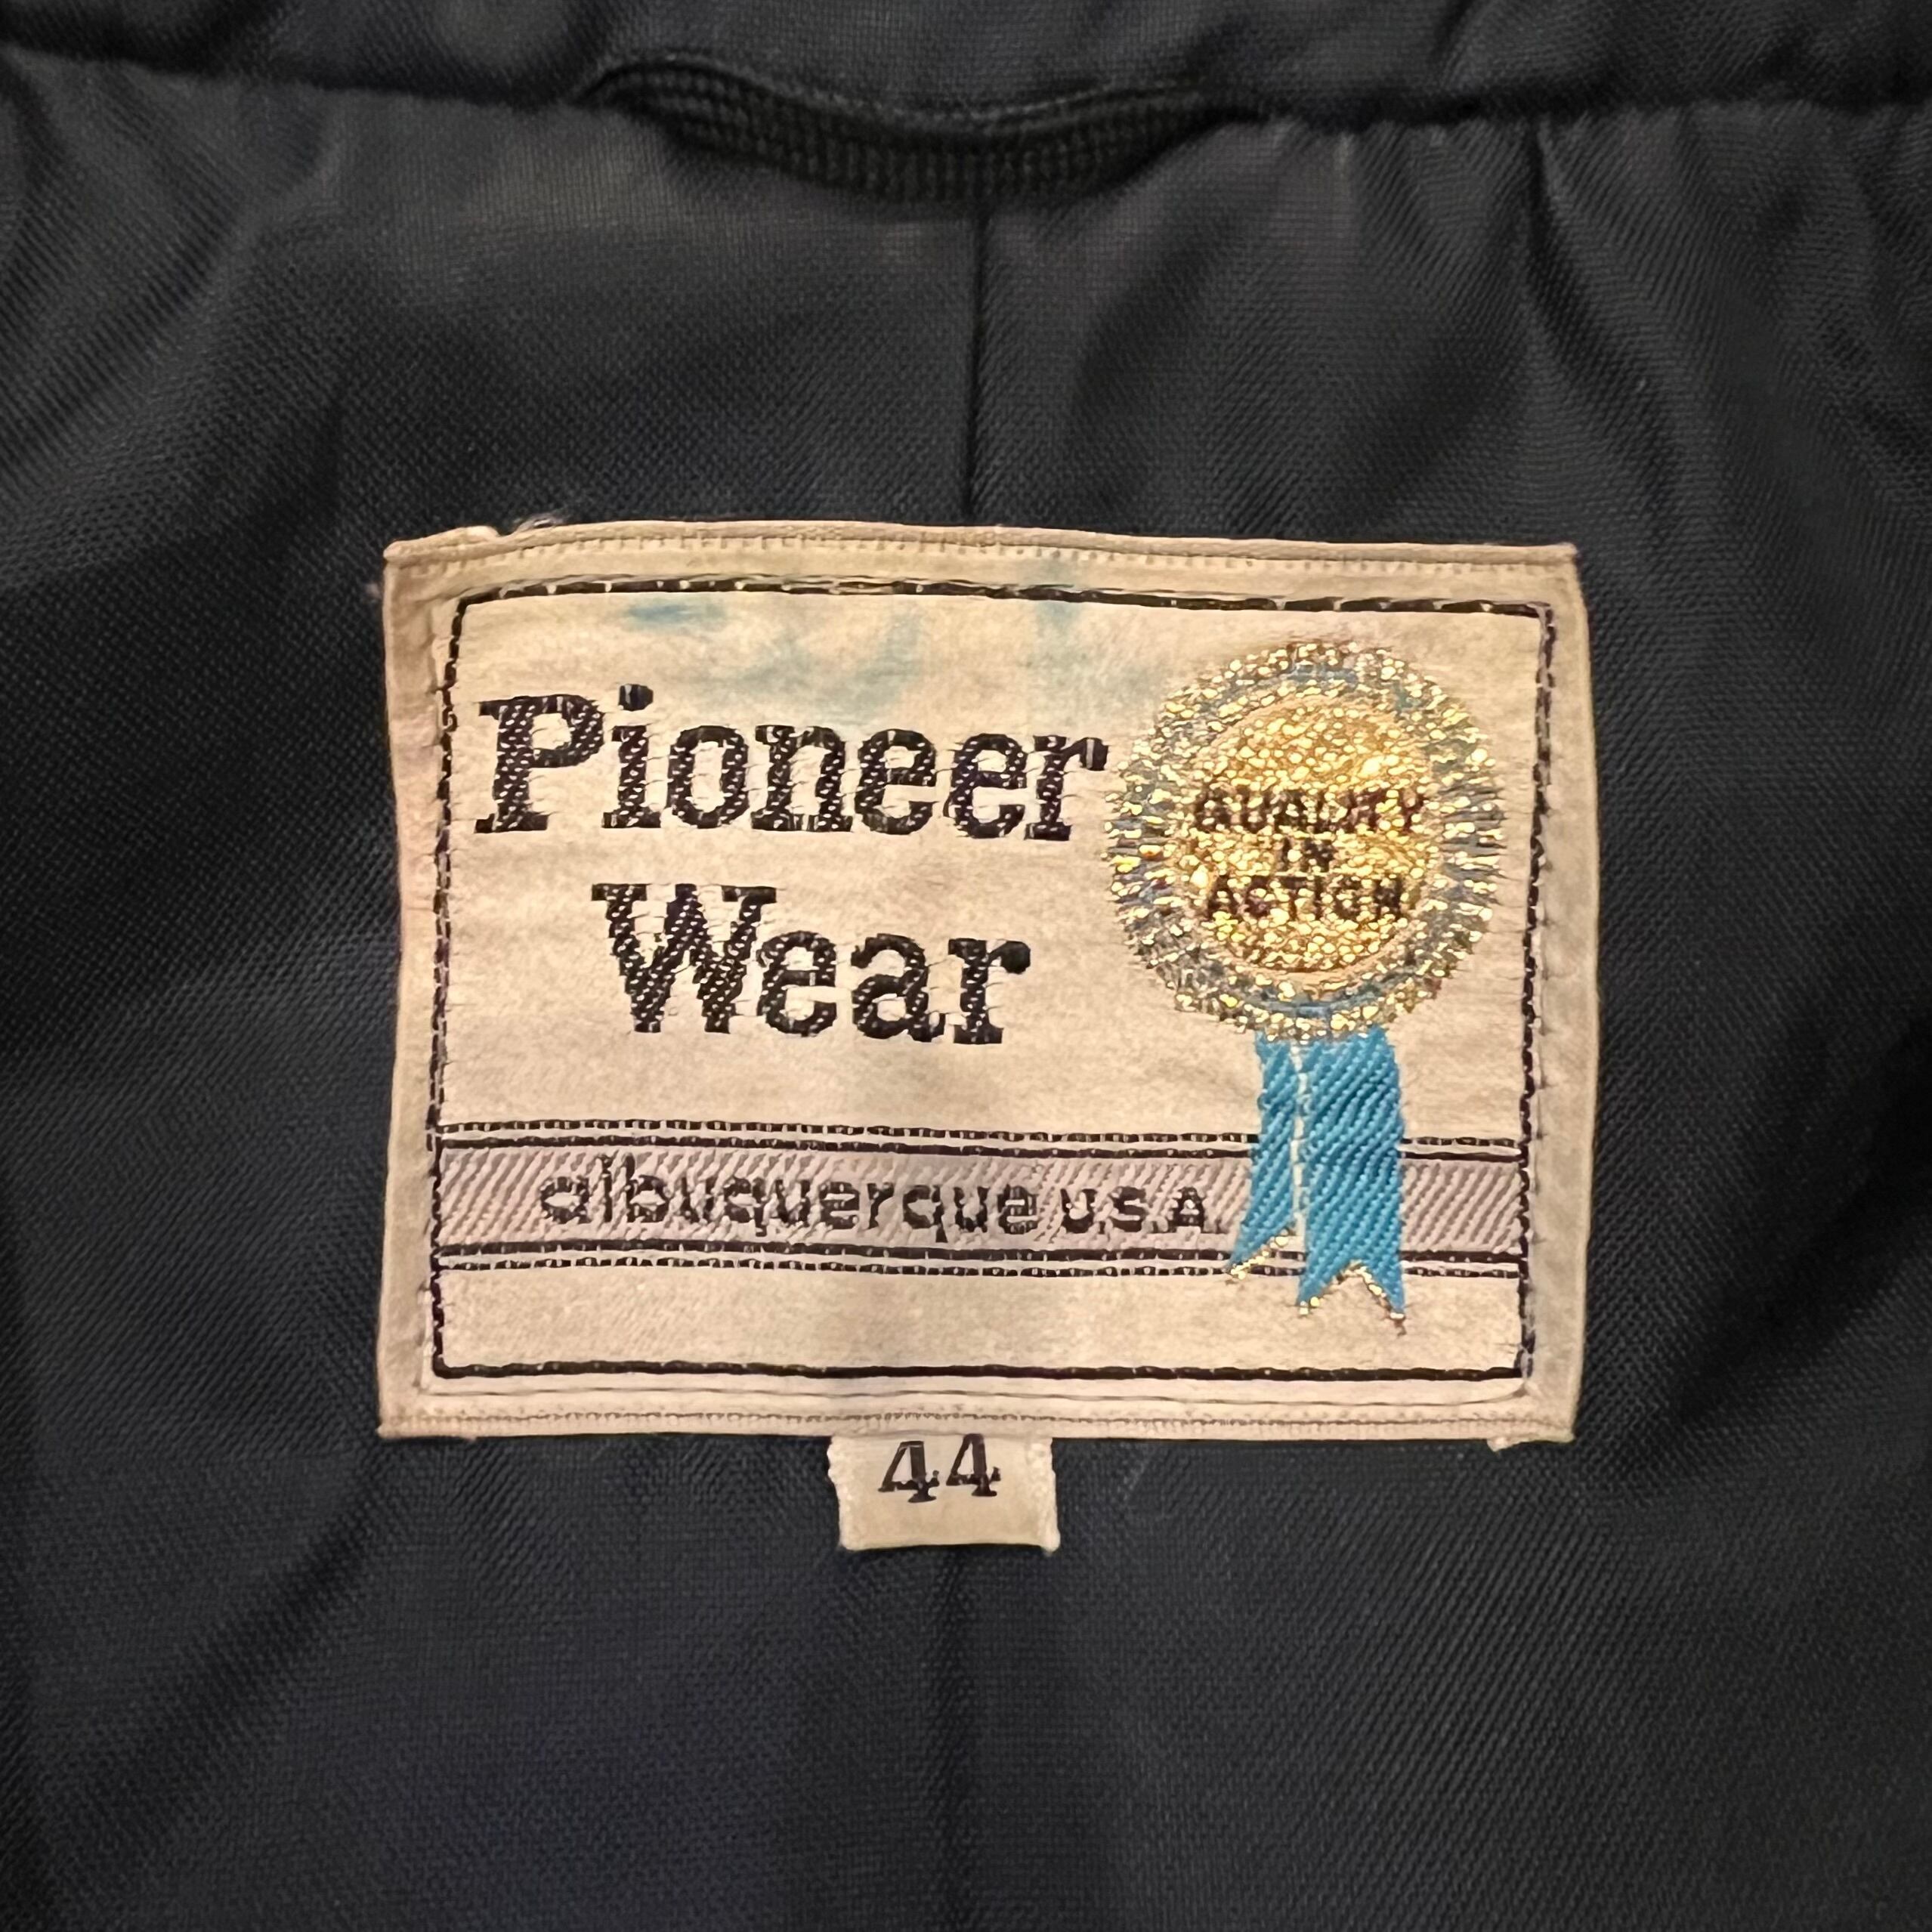 Pioneer
Wear
QUALITY
IN
ACTION
albuquerque u.s.a.
44